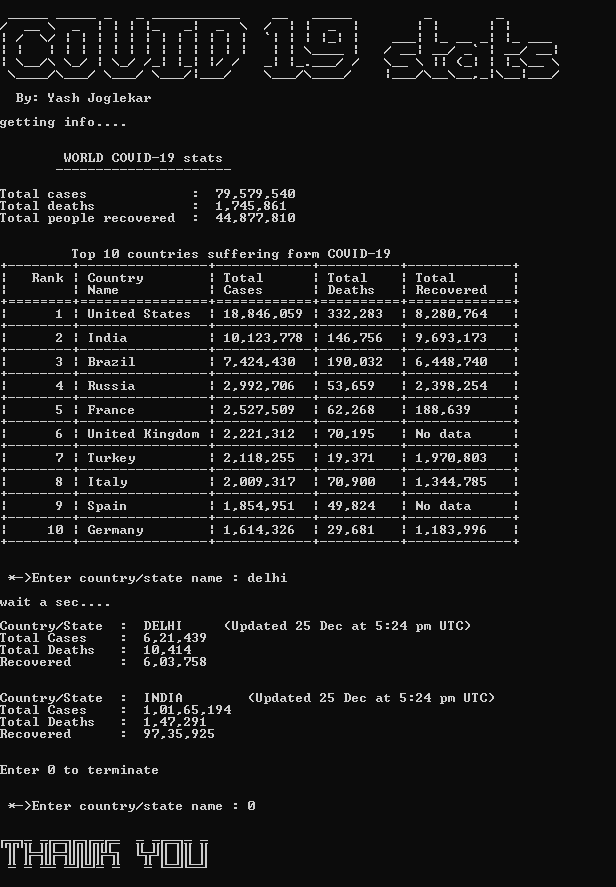 COVID 19 stats
By: Yash Joglekar
getting info....
WORLD COVID-19 stats
Total cases : 79,579,540
Total deaths : 1,745,861
Total people recovered : 44,877,810
Top 10 countries suffering form COVID-19
Rank | Country | Total | Total | Total
| Name | Cases | Deaths | Recovered
1 | United States | 18,846,059 | 332,283 | 8,280,764
2 | India | 10,123,778 | 146,756 | 9,693,173
3 | Brazil | 7,424,430 | 190,032 | 6,448,740
4 | Russia | 2,992,706 | 53,659 | 2,398,254
5 | France | 2,527,509 | 62,268 | 188,639
6 | United Kingdom | 2,221,312 | 70,195 | No data
7 | Turkey | 2,118,255 | 19,371 | 1,970,803
8 | Italy | 2,009,317 | 70,900 | 1,344,785
9 | Spain | 1,854,951 | 49,824 | No data
10 | Germany | 1,614,326 | 29,681 | 1,183,996
*->Enter country/state name : delhi
wait a sec....
Country/State : DELHI (Updated 25 Dec at 5:24 pm UTC)
Total Cases : 6,21,439
Total Deaths : 10,414
Recovered : 6,03,758
Country/State : INDIA (Updated 25 Dec at 5:24 pm UTC)
Total Cases : 1,01,65,194
Total Deaths : 1,47,291
Recovered : 97,35,925
Enter 0 to terminate
*->Enter country/state name : 0
THANK YOU